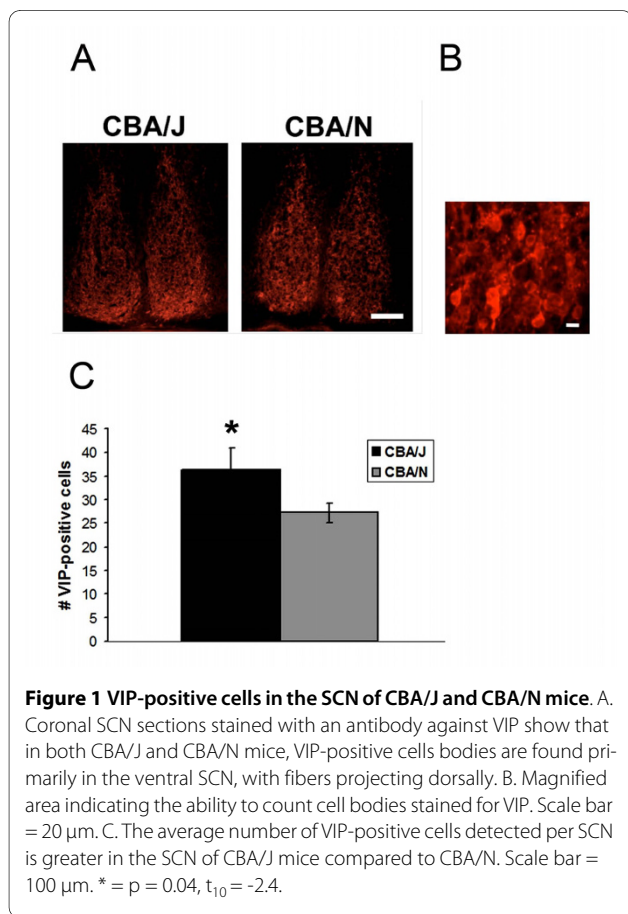 A
B
CBA/J
CBA/N
C
*
45
40
35
30
25
20
15
10
5
0
# VIP-positive cells
CBA/J
CBA/N
Figure 1 VIP-positive cells in the SCN of CBA/J and CBA/N mice. A.
Coronal SCN sections stained with an antibody against VIP show that
in both CBA/J and CBA/N mice, VIP-positive cells bodies are found pri-
marily in the ventral SCN, with fibers projecting dorsally. B. Magnified
area indicating the ability to count cell bodies stained for VIP. Scale bar
= 20 μm. C. The average number of VIP-positive cells detected per SCN
is greater in the SCN of CBA/J mice compared to CBA/N. Scale bar =
100 μm. * = p = 0.04, t₁₀ = -2.4.